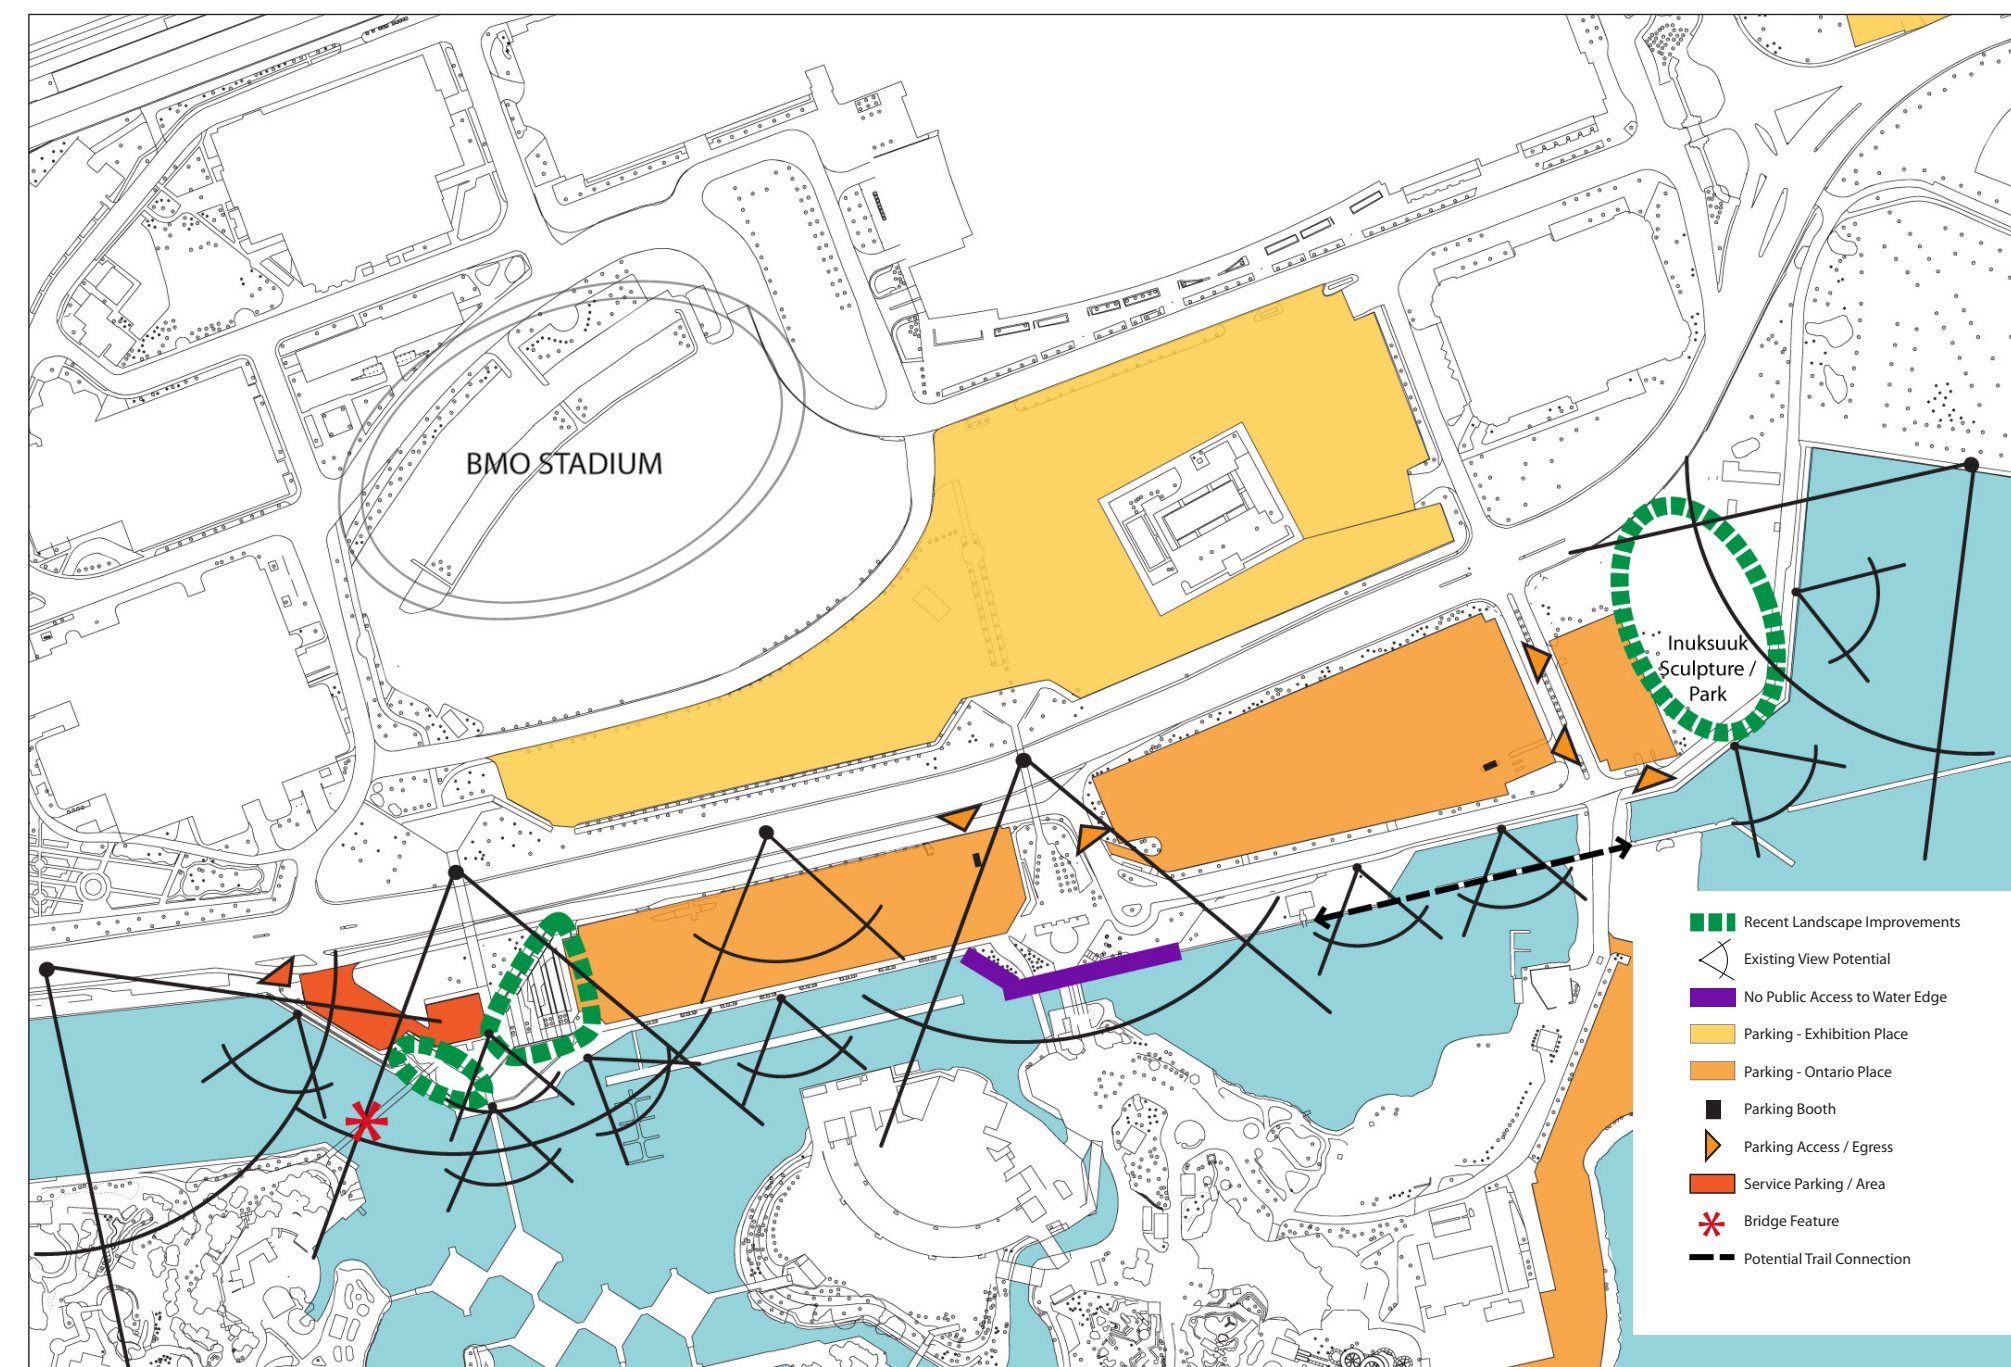 BMO STADIUM
Inuksuuk
Sculpture /
Park
Recent Landscape Improvements
Existing View Potential
No Public Access to Water Edge
Parking - Exhibition Place
Parking - Ontario Place
Parking Booth
Parking Access / Egress
Service Parking / Area
Bridge Feature
Potential Trail Connection